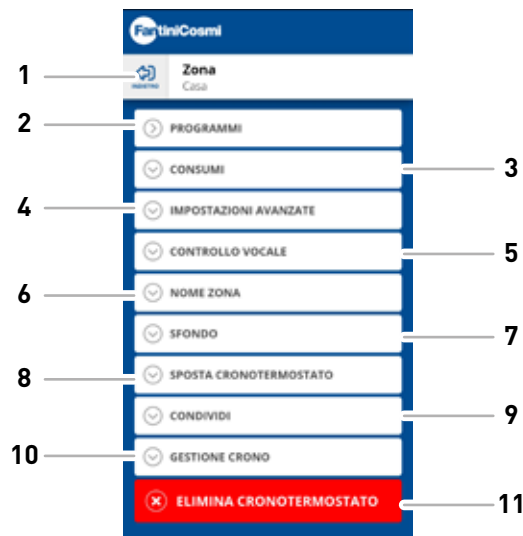 FantiniCosmi
1
INDIETRO
Zona
Casa
2
PROGRAMMI
CONSUMI
3
4
IMPOSTAZIONI AVANZATE
CONTROLLO VOCALE
5
6
NOME ZONA
SFONDO
7
8
SPOSTA CRONOTERMOSTATO
CONDIVIDI
9
10
GESTIONE CRONO
ELIMINA CRONOTERMOSTATO
11